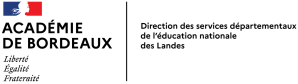 ACADÉMIE
DE BORDEAUX
Liberté
Égalité
Fraternité
Direction des services départementaux
de l'éducation nationale
des Landes